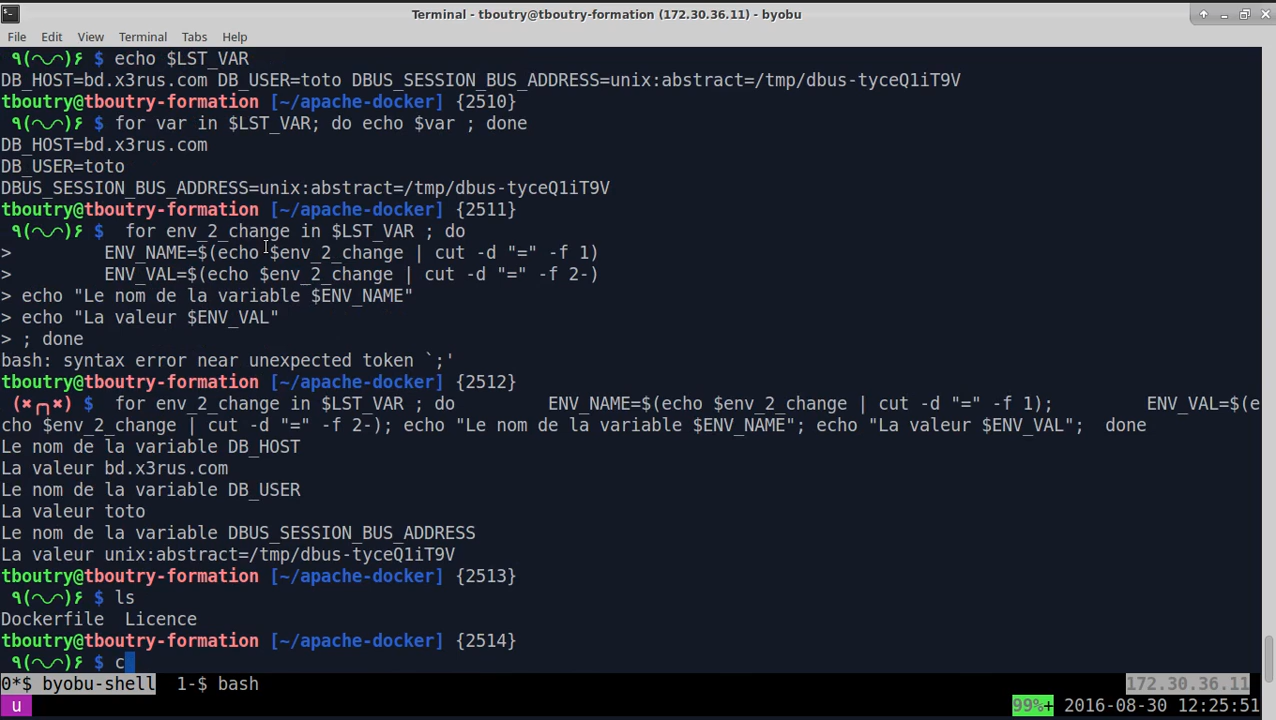 Terminal - tboutry@tboutry-formation (172.30.36.11) - byobu
File Edit View Terminal Tabs Help
٩(◠◡◠)۶ $ echo $LST_VAR
DB_HOST=bd.x3rus.com DB_USER=toto DBUS_SESSION_BUS_ADDRESS=unix:abstract=/tmp/dbus-tyceQ1iT9V
tboutry@tboutry-formation [~/apache-docker] {2510}
٩(◠◡◠)۶ $ for var in $LST_VAR; do echo $var ; done
DB_HOST=bd.x3rus.com
DB_USER=toto
DBUS_SESSION_BUS_ADDRESS=unix:abstract=/tmp/dbus-tyceQ1iT9V
tboutry@tboutry-formation [~/apache-docker] {2511}
٩(◠◡◠)۶ $  for env_2_change in $LST_VAR ; do
>         ENV_NAME=$(echo $env_2_change | cut -d "=" -f 1)
>         ENV_VAL=$(echo $env_2_change | cut -d "=" -f 2-)
> echo "Le nom de la variable $ENV_NAME"
> echo "La valeur $ENV_VAL"
> ; done
bash: syntax error near unexpected token `;'
tboutry@tboutry-formation [~/apache-docker] {2512}
(✖╭╮✖) $  for env_2_change in $LST_VAR ; do         ENV_NAME=$(echo $env_2_change | cut -d "=" -f 1);         ENV_VAL=$(e
cho $env_2_change | cut -d "=" -f 2-); echo "Le nom de la variable $ENV_NAME"; echo "La valeur $ENV_VAL";  done
Le nom de la variable DB_HOST
La valeur bd.x3rus.com
Le nom de la variable DB_USER
La valeur toto
Le nom de la variable DBUS_SESSION_BUS_ADDRESS
La valeur unix:abstract=/tmp/dbus-tyceQ1iT9V
tboutry@tboutry-formation [~/apache-docker] {2513}
٩(◠◡◠)۶ $ ls
Dockerfile  Licence
tboutry@tboutry-formation [~/apache-docker] {2514}
٩(◠◡◠)۶ $ c
0*$ byobu-shell  1-$ bash 172.30.36.11
u 99%+ 2016-08-30 12:25:51